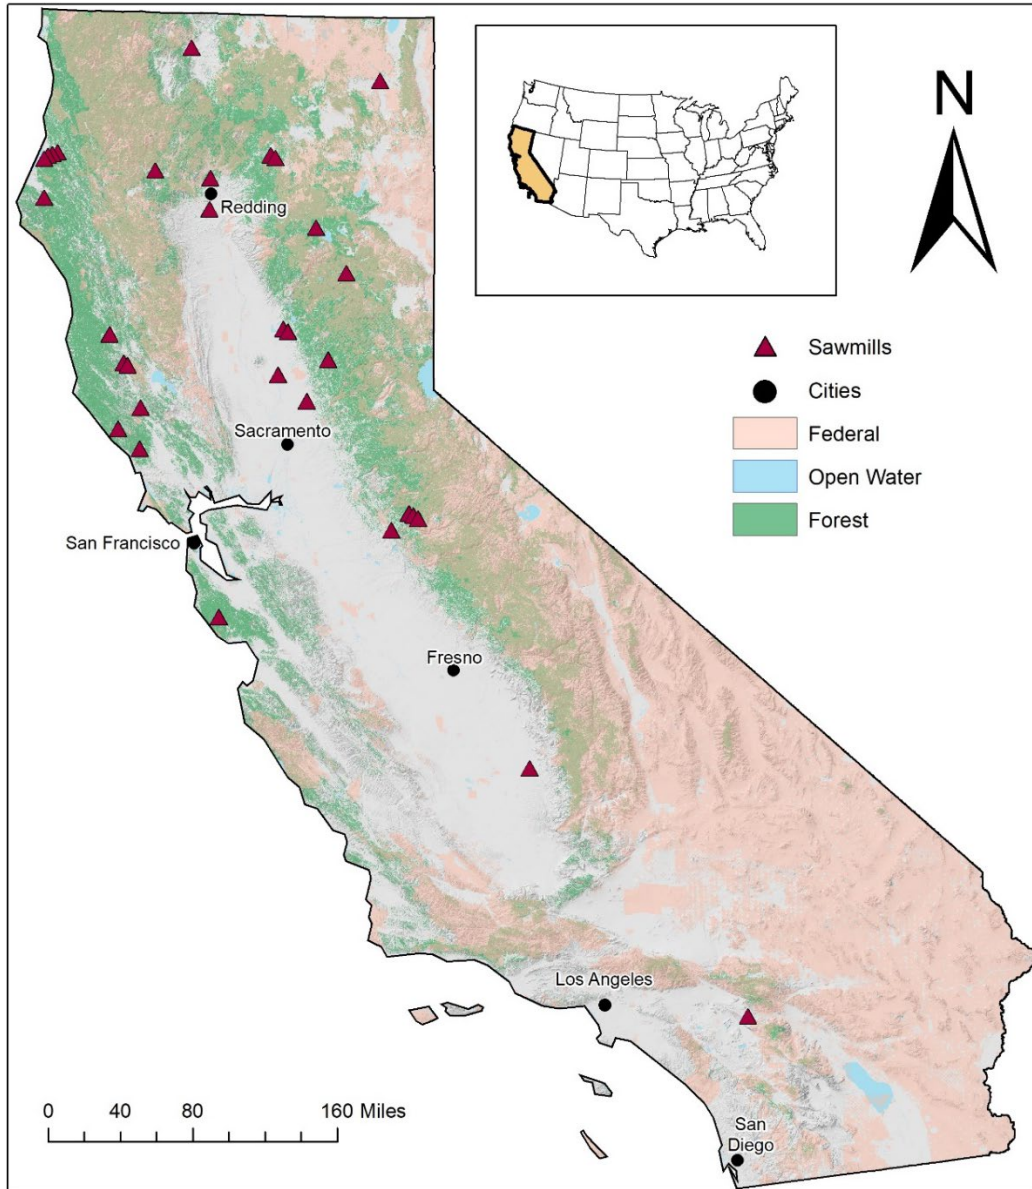 N
Redding
Sawmills
Cities
Federal
Open Water
Forest
Sacramento
San Francisco
Fresno
Los Angeles
San
Diego
0 40 80 160 Miles